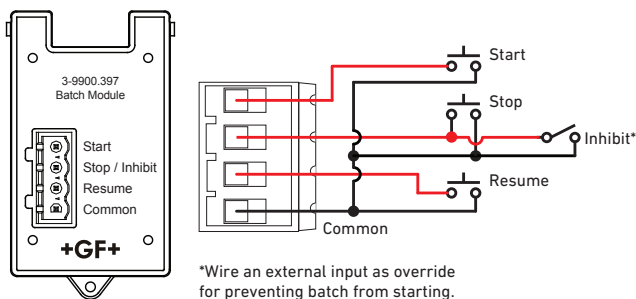 3-9900.397
Batch Module
Start
Stop / Inhibit
Resume
Common
+GF+
Start
Stop
Inhibit*
Resume
Common
*Wire an external input as override
for preventing batch from starting.